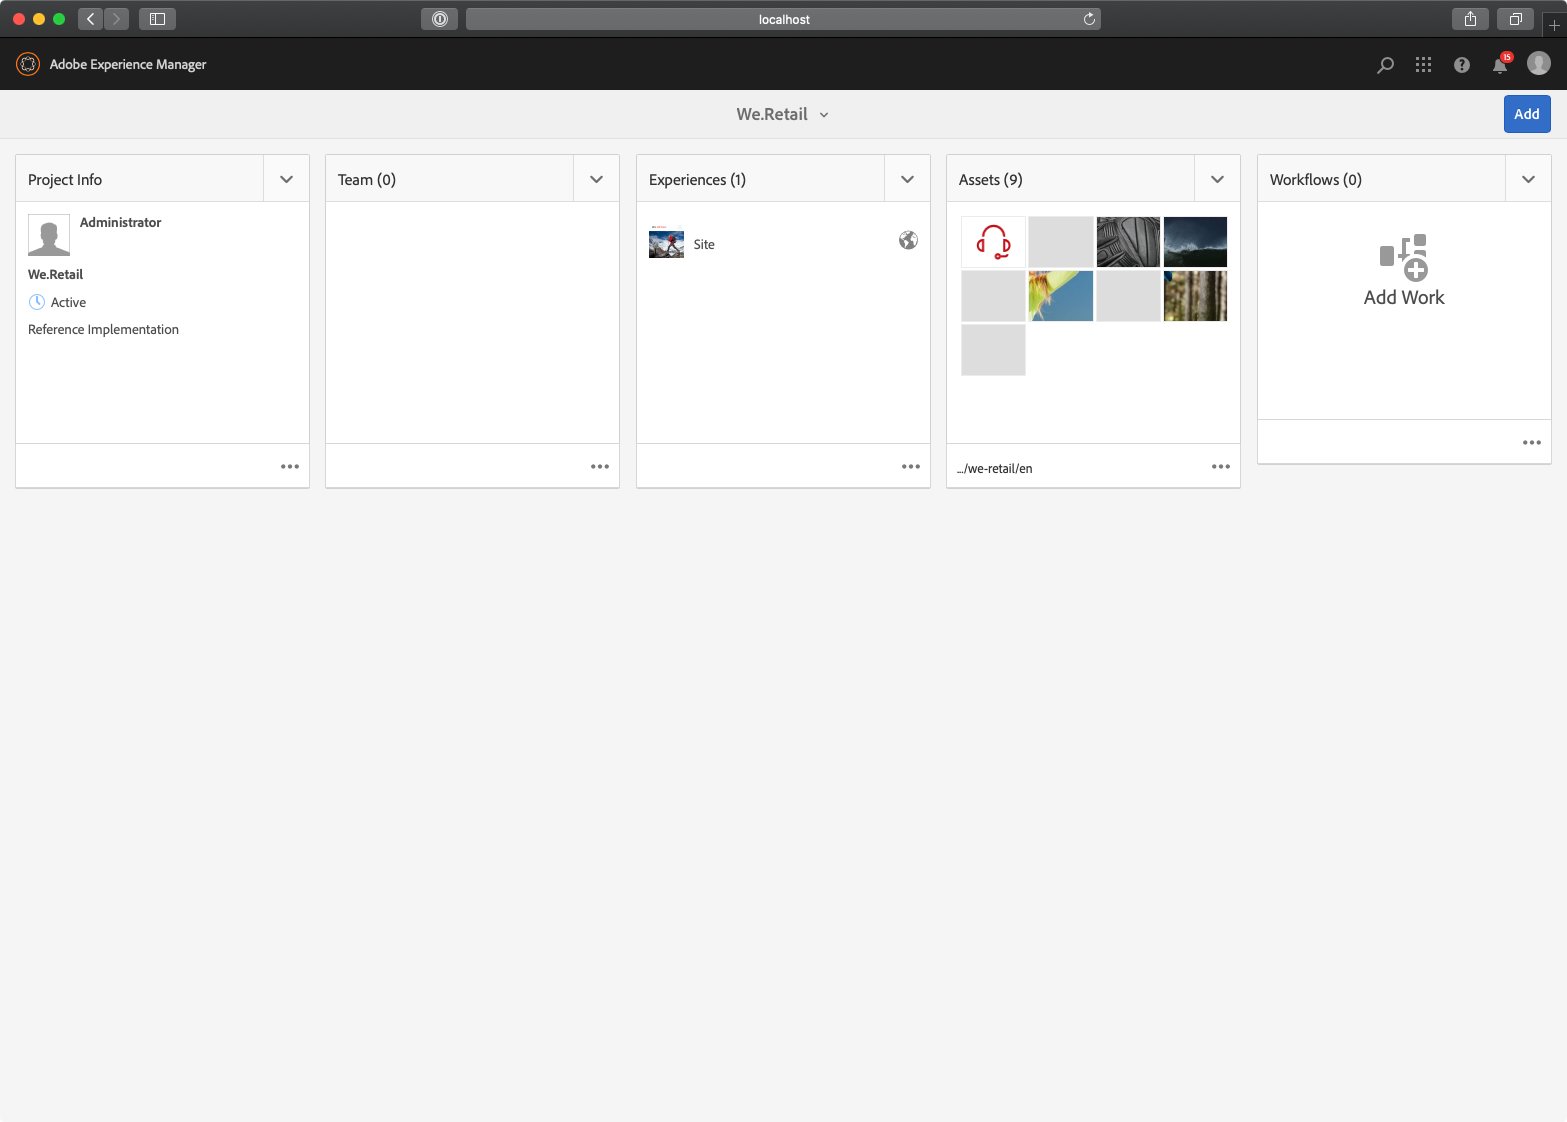 localhost
Adobe Experience Manager
15
We.Retail
Add
Project Info
Team (0)
Experiences (1)
Assets (9)
Workflows (0)
Administrator
We.Retail
Active
Reference Implementation
Site
Add Work
.../we-retail/en